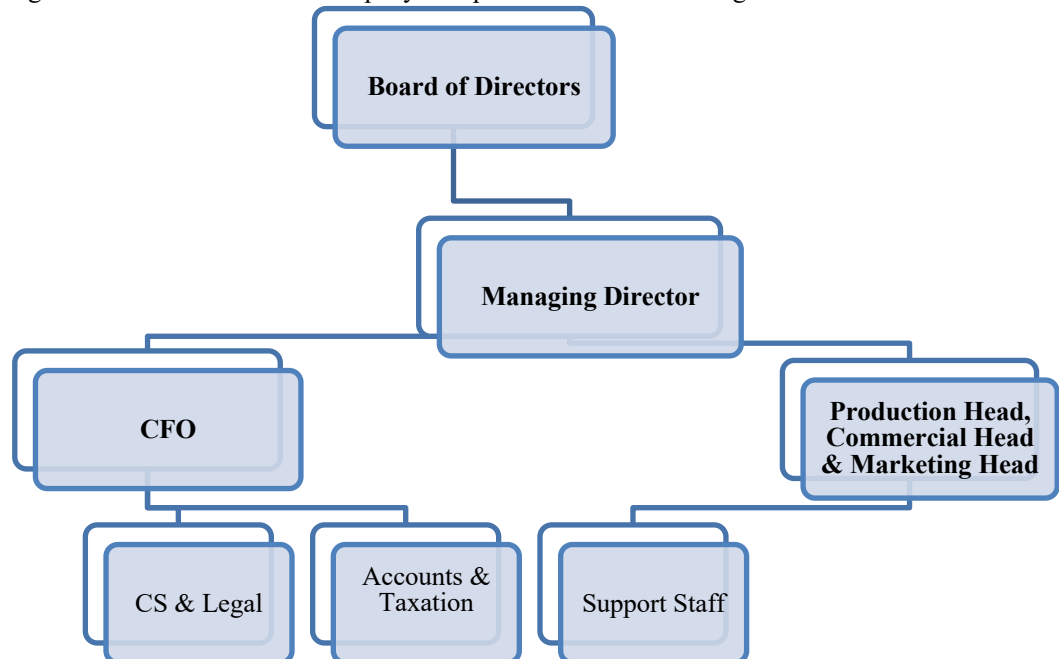 Board of Directors
Managing Director
CFO
Production Head,
Commercial Head
& Marketing Head
CS & Legal
Accounts &
Taxation
Support Staff